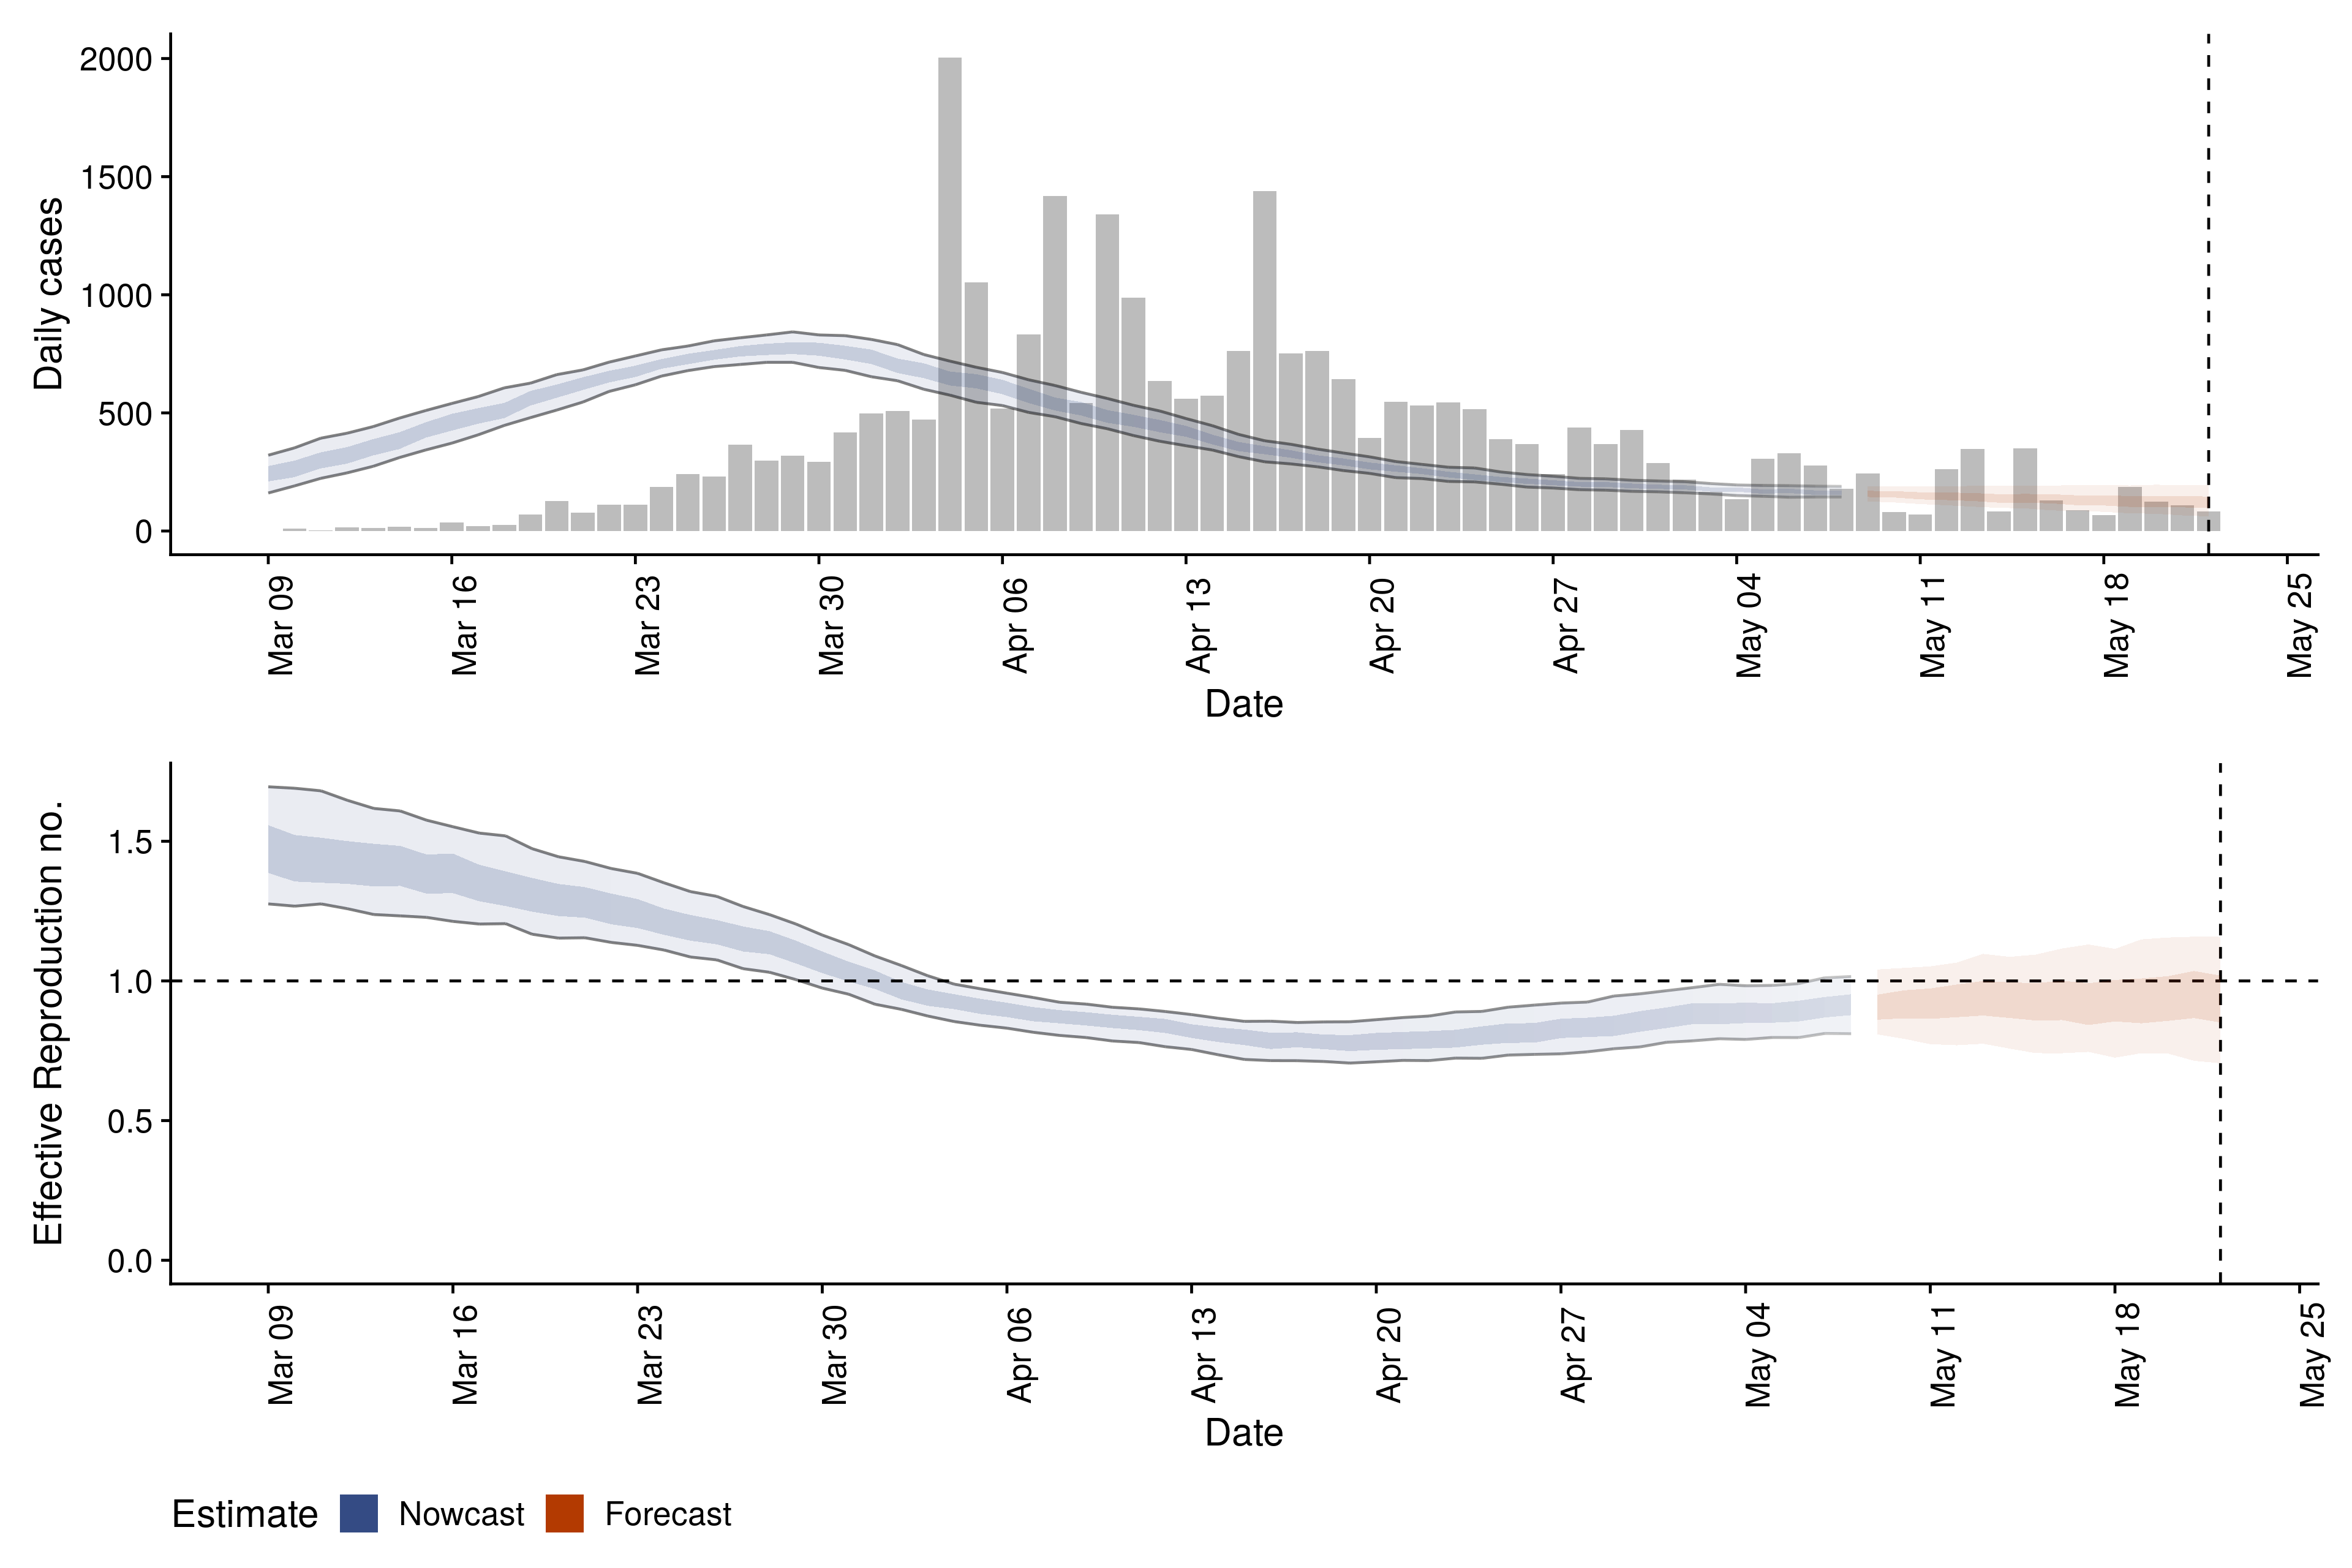 Daily cases
2000
1500
1000
500
0
Mar 09
Mar 16
Mar 23
Mar 30
Apr 06
Apr 13
Apr 20
Apr 27
May 04
May 11
May 18
May 25
Date
Effective Reproduction no.
1.5
1.0
0.5
0.0
Mar 09
Mar 16
Mar 23
Mar 30
Apr 06
Apr 13
Apr 20
Apr 27
May 04
May 11
May 18
May 25
Date
Estimate Nowcast Forecast